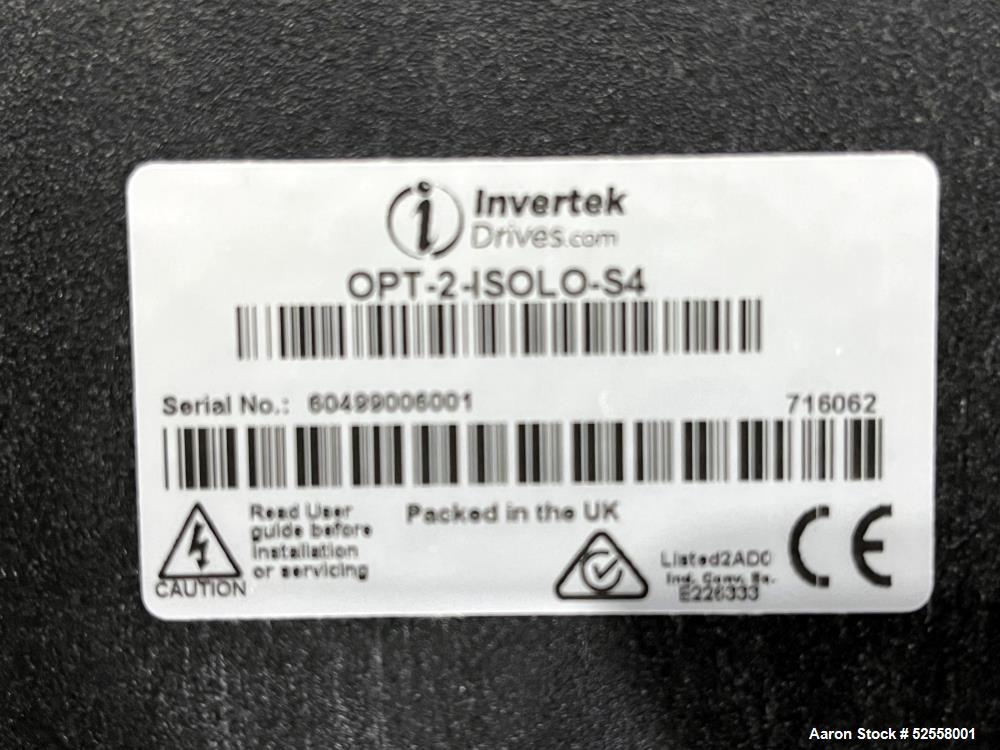 i Invertek
Drives.com
OPT-2-ISOLO-S4
Serial No.: 60499006001 716062
Read User
guide before
installation
or servicing
CAUTION
Packed in the UK
Listed2AD0
Ind. Conv. Eq.
E226333
CE
Aaron Stock # 52558001